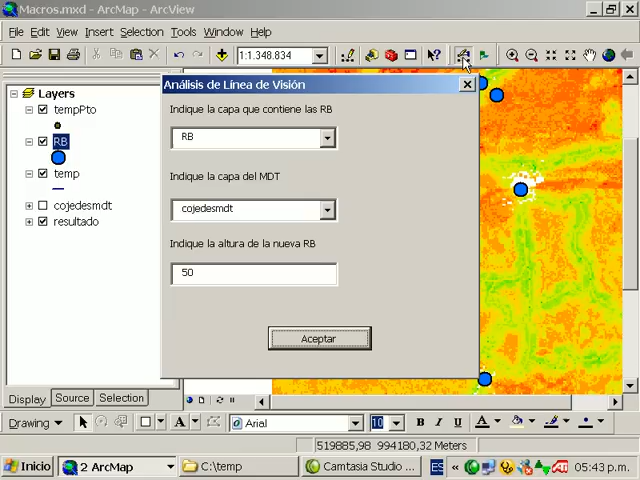 Macros.mxd - ArcMap - ArcView
File Edit View Insert Selection Tools Window Help
1:1.348.834
Layers
tempPto
RB
temp
cojedesmdt
resultado
Análisis de Línea de Visión
Indique la capa que contiene las RB
RB
Indique la capa del MDT
cojedesmdt
Indique la altura de la nueva RB
50
Aceptar
Display Source Selection
Drawing
A
Arial
10
B I U A
519885,98 994180,32 Meters
Inicio
2 ArcMap
C:\temp
Camtasia Studio ...
ES
«
05:43 p.m.